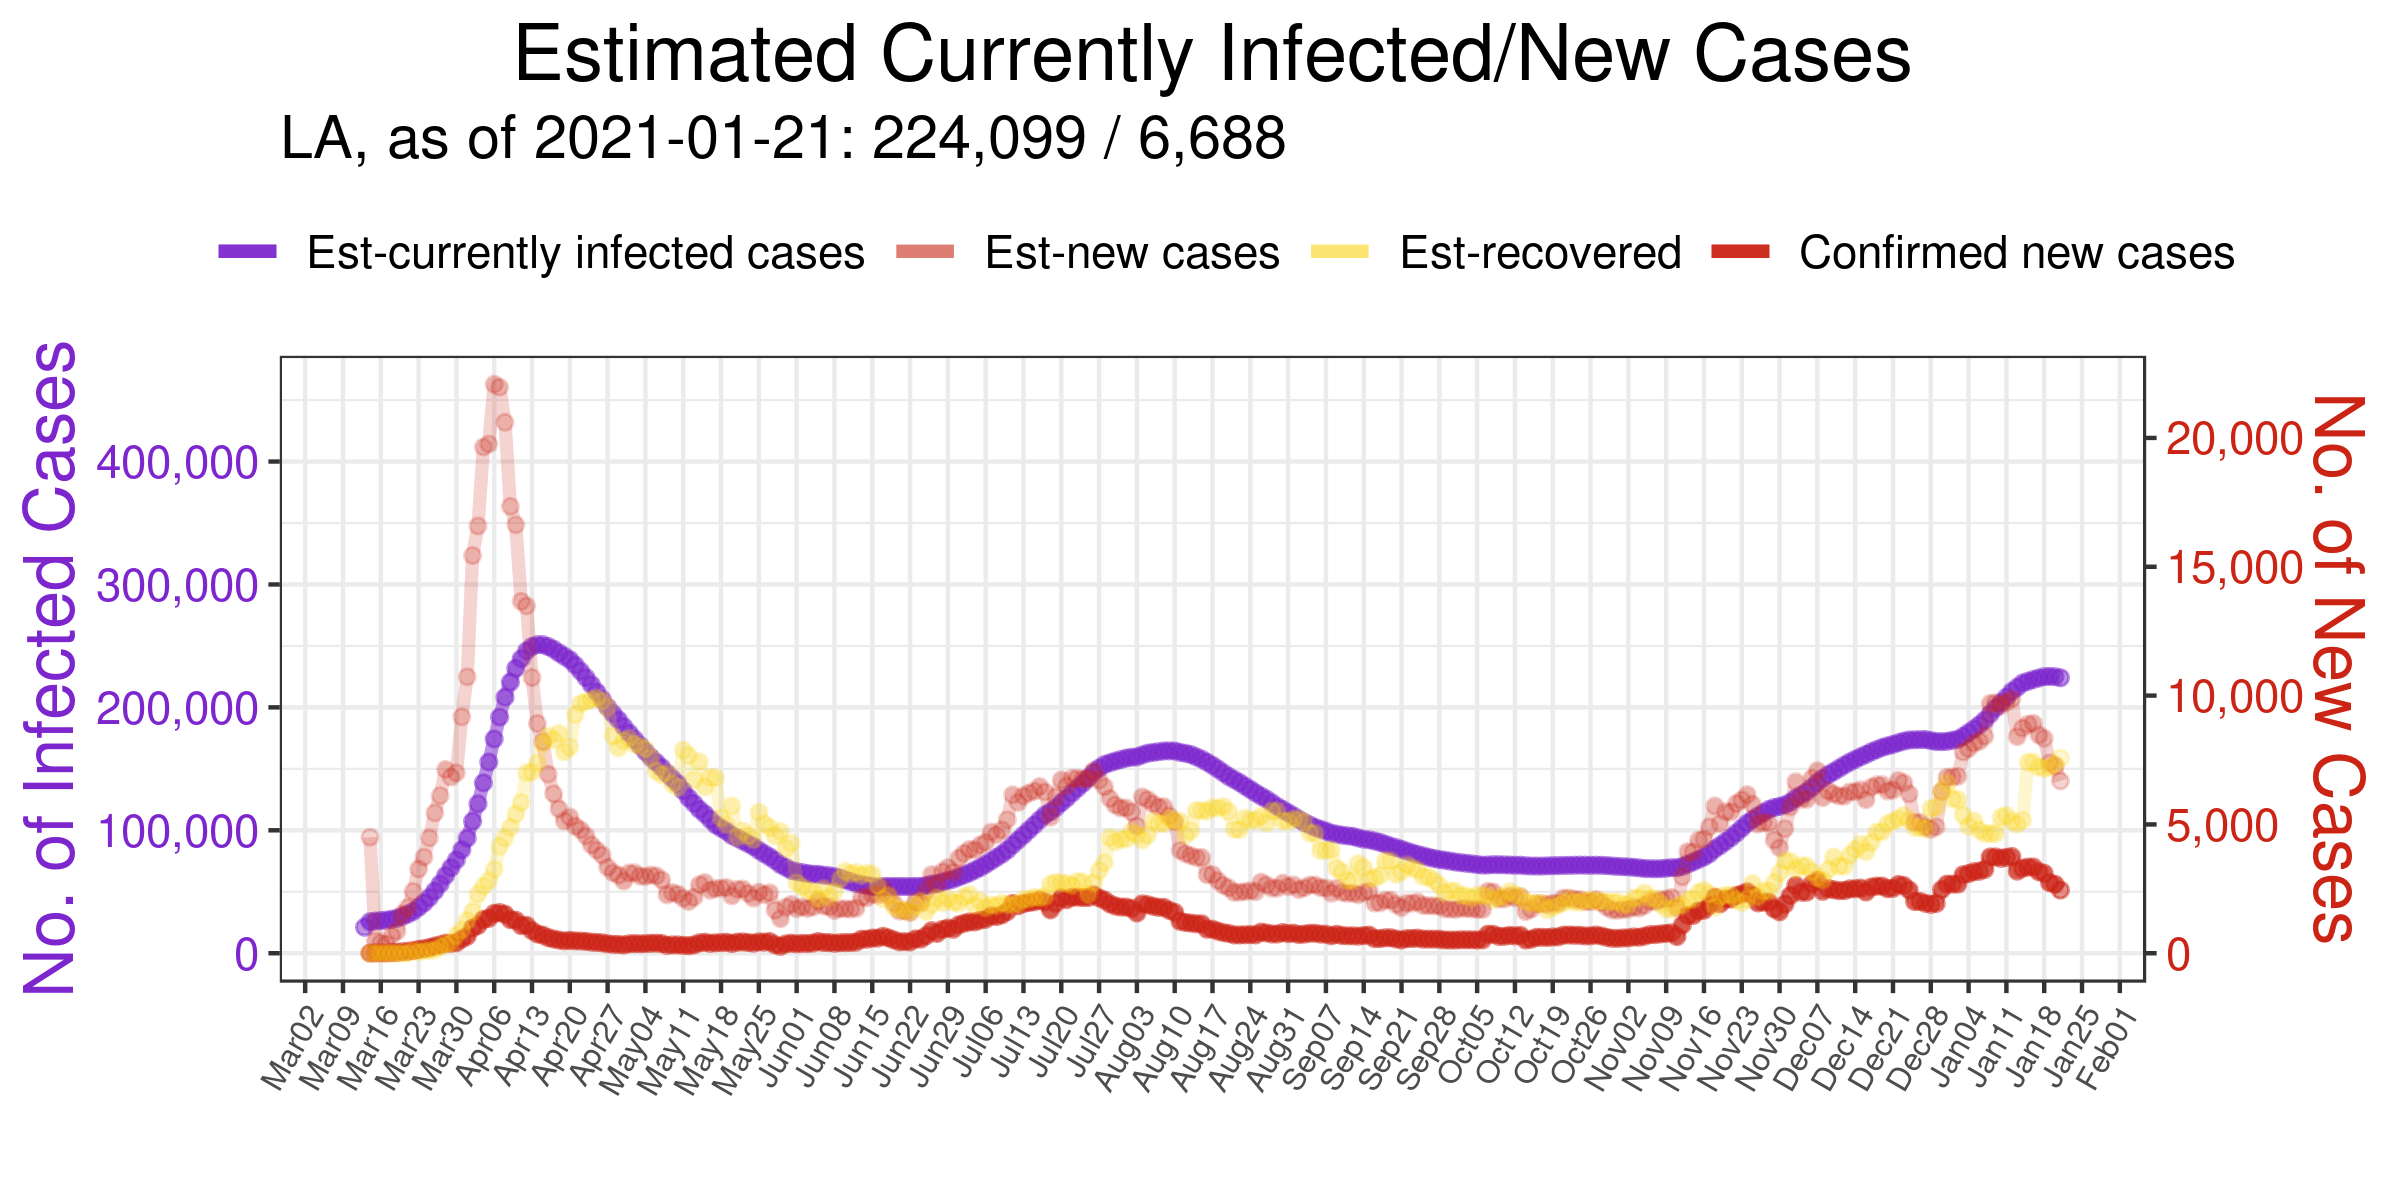 Estimated Currently Infected/New Cases
LA, as of 2021-01-21: 224,099 / 6,688
Est-currently infected cases Est-new cases Est-recovered Confirmed new cases
No. of Infected Cases
400,000
300,000
200,000
100,000
0
20,000
15,000
10,000
5,000
0
No. of New Cases
Mar02 Mar09 Mar16 Mar23 Mar30 Apr06 Apr13 Apr20 Apr27 May04 May11 May18 May25 Jun01 Jun08 Jun15 Jun22 Jun29 Jul06 Jul13 Jul20 Jul27 Aug03 Aug10 Aug17 Aug24 Aug31 Sep07 Sep14 Sep21 Sep28 Oct05 Oct12 Oct19 Oct26 Nov02 Nov09 Nov16 Nov23 Nov30 Dec07 Dec14 Dec21 Dec28 Jan04 Jan11 Jan18 Jan25 Feb01